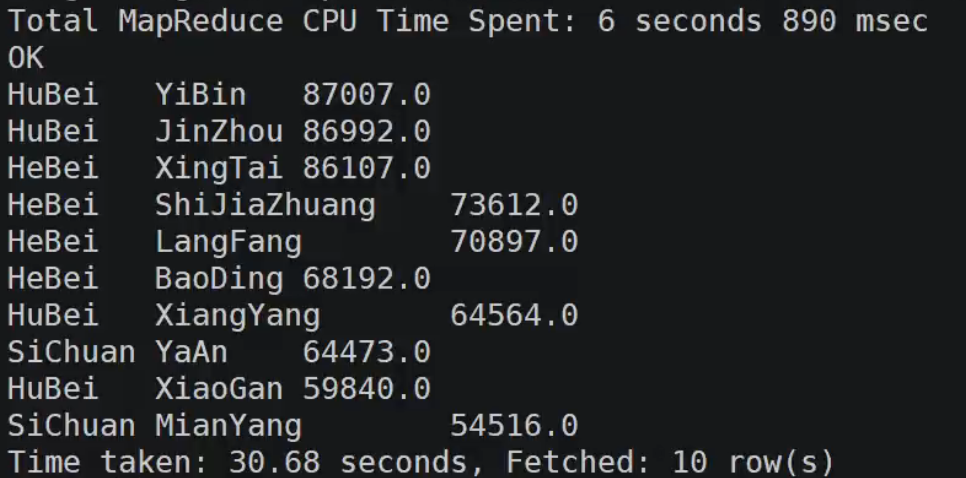 Total MapReduce CPU Time Spent: 6 seconds 890 msec
OK
HuBei   YiBin   87007.0
HuBei   JinZhou 86992.0
HeBei   XingTai 86107.0
HeBei   ShiJiaZhuang    73612.0
HeBei   LangFang        70897.0
HeBei   BaoDing 68192.0
HuBei   XiangYang       64564.0
SiChuan YaAn    64473.0
HuBei   XiaoGan 59840.0
SiChuan MianYang        54516.0
Time taken: 30.68 seconds, Fetched: 10 row(s)